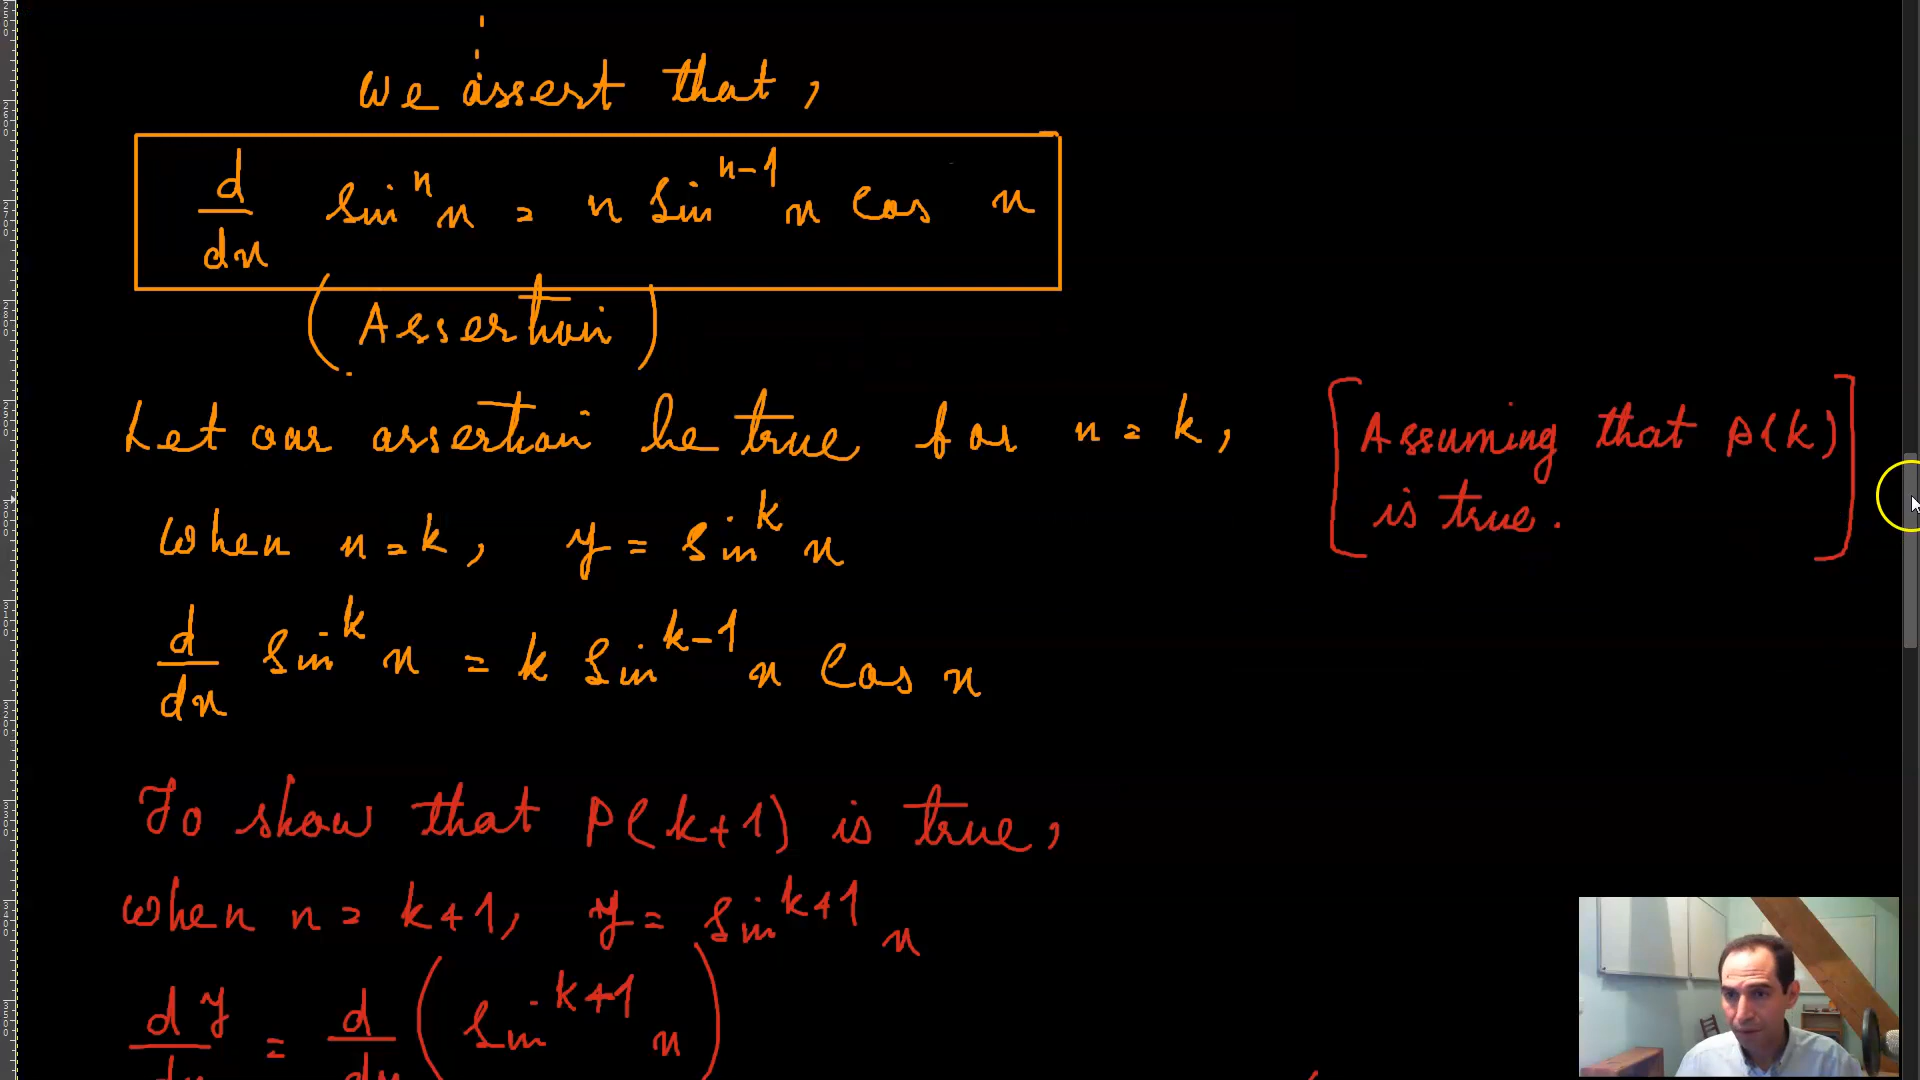 We assert that,
d/dx sin^n x = n sin^{n-1} x cos x
(Assertion)
Let our assertion be true for n = k,
[Assuming that P(k)
is true.]
When n = k, y = sin^k x
d/dx sin^k x = k sin^{k-1} x cos x
To show that P(k+1) is true,
When n = k+1, y = sin^{k+1} x
dy/dx = d/dx (sin^{k+1} x)